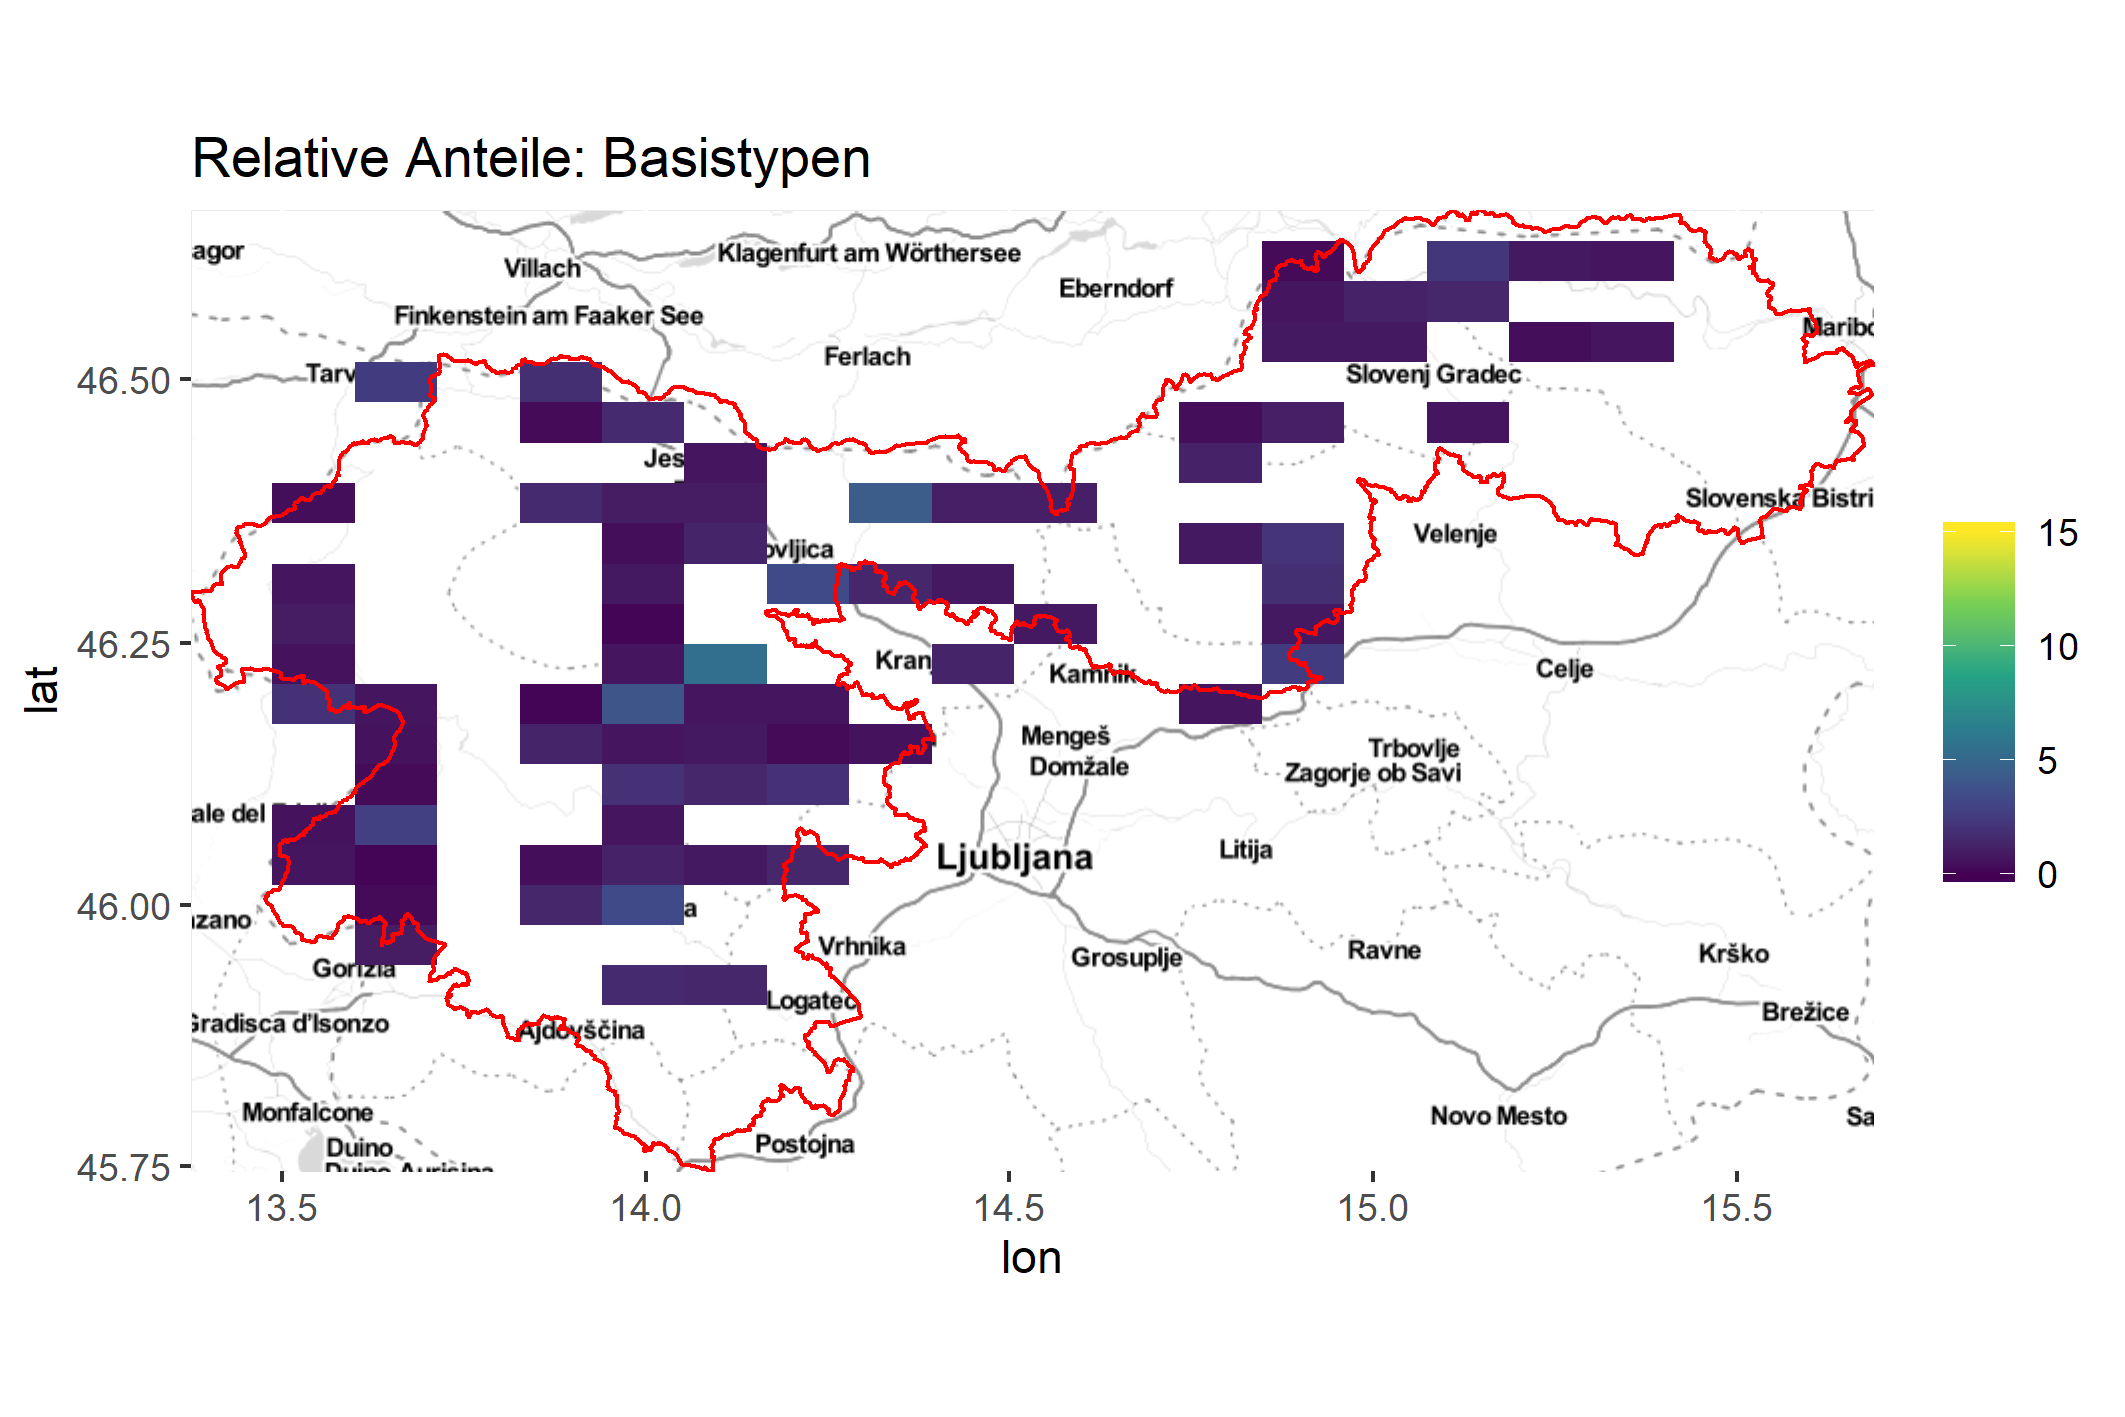 Relative Anteile: Basistypen
agor
Klagenfurt am Wörthersee
Villach
Eberndorf
Finkenstein am Faaker See
Maribo
Ferlach
46.50
Tarv
Slovenj Gradec
Jes
Slovenska Bistri
Velenje
ovljica
15
46.25
10
Kran
Kamnik
Celje
lat
Mengeš
Trbovlje
Domžale
Zagorje ob Savi
5
ale del
Ljubljana
Litija
0
46.00
a
zano
Vrhnika
Grosuplje
Ravne
Krško
Gorizia
Logatec
Brežice
Gradisca d'Isonzo
Ajdovščina
Monfalcone
Novo Mesto
Sa
Duino
Postojna
Duino Aurisina
45.75
13.5
14.0
14.5
15.0
15.5
lon